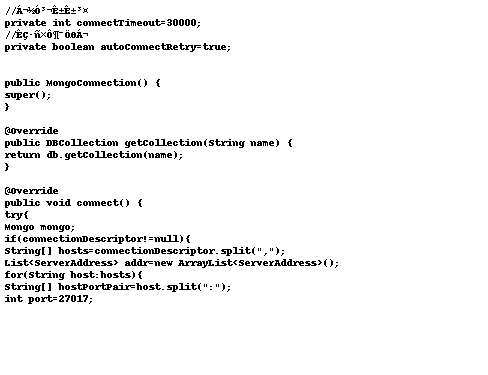 //Á¬½Ó³¬Ê±Ê±³¤
private int connectTimeout=30000;
//ÊÇ·ñ×Ô¶¯ÖØÁ¬
private boolean autoConnectRetry=true;
public MongoConnection() {
super();
}
@Override
public DBCollection getCollection(String name) {
return db.getCollection(name);
}
@Override
public void connect() {
try{
Mongo mongo;
if(connectionDescriptor!=null){
String[] hosts=connectionDescriptor.split(",");
List<ServerAddress> addr=new ArrayList<ServerAddress>();
for(String host:hosts){
String[] hostPortPair=host.split(":");
int port=27017;